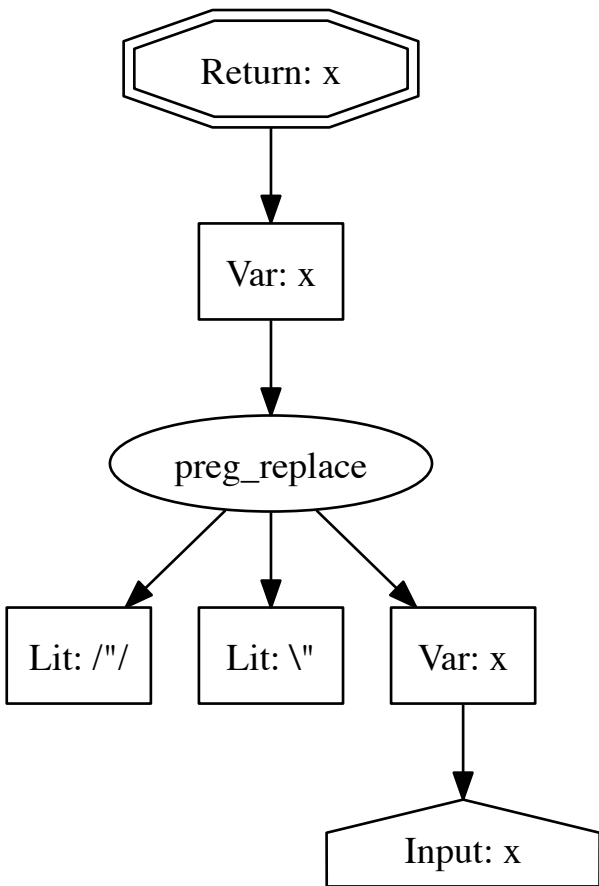 Return: x
Var: x
preg_replace
Lit: /"/
Lit: \"
Var: x
Input: x